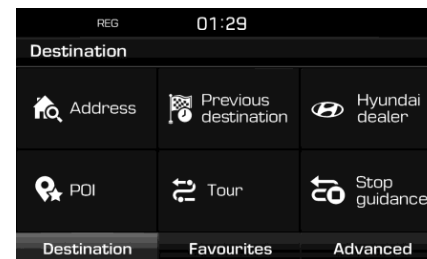 REG 01:29
Destination
Address
Previous
destination
Hyundai
dealer
POI
Tour
Stop
guidance
Destination Favourites Advanced